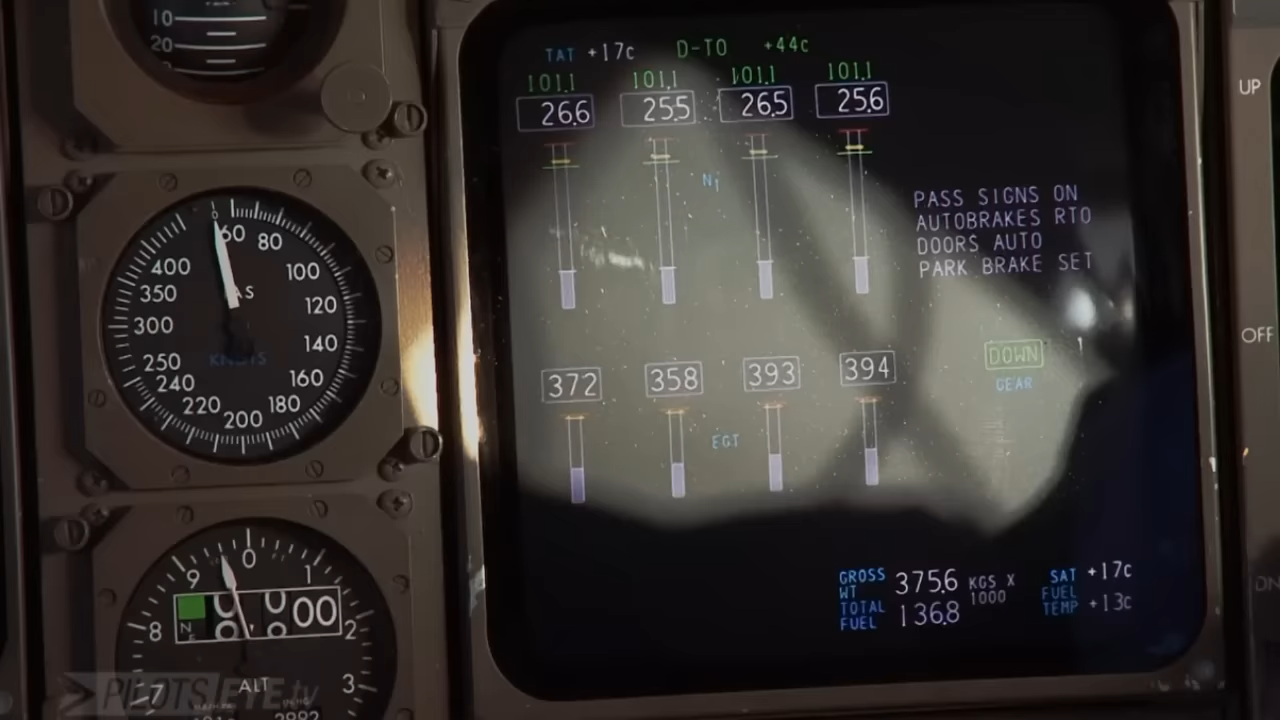 10
20
TAT +17c D-TO +44c
101.1 101.1 101.1 101.1
26.6 25.5 26.5 25.6
N1
PASS SIGNS ON
AUTOBRAKES RTO
DOORS AUTO
PARK BRAKE SET
372 358 393 394
EGT
DOWN
GEAR
GROSS WT 375.6 KGS X 1000
TOTAL FUEL 136.8
SAT +17c
FUEL TEMP +13c
60 80
100
120
140
160
180
200
220
240
250
300
350
400
KNOTS
0
1
2
3
7
8
9
00
ALT
2992
UP
OFF
PILOTSEYE.tv